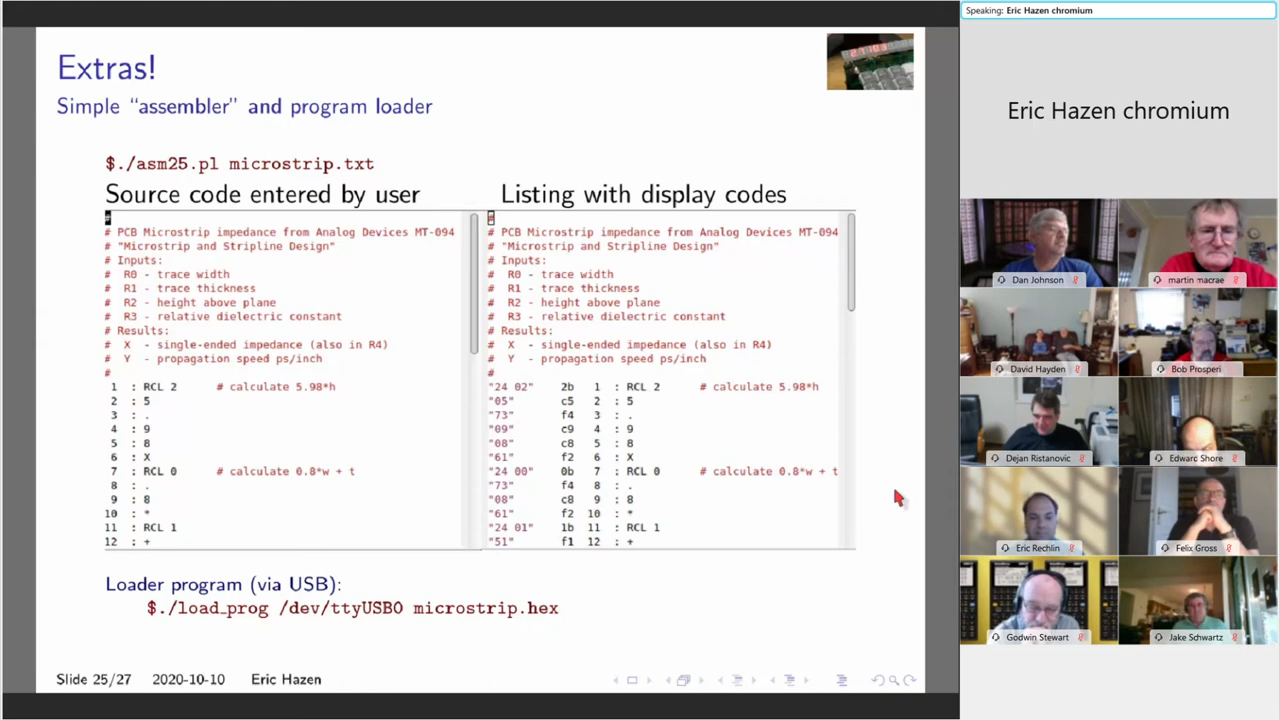 Extras!
Simple “assembler” and program loader
$./asm25.pl microstrip.txt
Source code entered by user
#
# PCB Microstrip impedance from Analog Devices MT-094
# "Microstrip and Stripline Design"
# Inputs:
#  R0 - trace width
#  R1 - trace thickness
#  R2 - height above plane
#  R3 - relative dielectric constant
# Results:
#  X  - single-ended impedance (also in R4)
#  Y  - propagation speed ps/inch
#
1 : RCL 2 # calculate 5.98*h
2 : 5
3 : .
4 : 9
5 : 8
6 : X
7 : RCL 0 # calculate 0.8*w + t
8 : .
9 : 8
10 : *
11 : RCL 1
12 : +
Listing with display codes
#
# PCB Microstrip impedance from Analog Devices MT-094
# "Microstrip and Stripline Design"
# Inputs:
#  R0 - trace width
#  R1 - trace thickness
#  R2 - height above plane
#  R3 - relative dielectric constant
# Results:
#  X  - single-ended impedance (also in R4)
#  Y  - propagation speed ps/inch
#
"24 02" 2b 1 : RCL 2 # calculate 5.98*h
"05" c5 2 : 5
"73" f4 3 : .
"09" c9 4 : 9
"08" c8 5 : 8
"61" f2 6 : X
"24 00" 0b 7 : RCL 0 # calculate 0.8*w + t
"73" f4 8 : .
"08" c8 9 : 8
"61" f2 10 : *
"24 01" 1b 11 : RCL 1
"51" f1 12 : +
Loader program (via USB):
$./load_prog /dev/ttyUSB0 microstrip.hex
Slide 25/27 2020-10-10 Eric Hazen
Speaking: Eric Hazen chromium
Eric Hazen chromium
Dan Johnson
martin macrae
David Hayden
Bob Prosperi
Dejan Ristanovic
Edward Shore
Eric Rechlin
Felix Gross
Godwin Stewart
Jake Schwartz